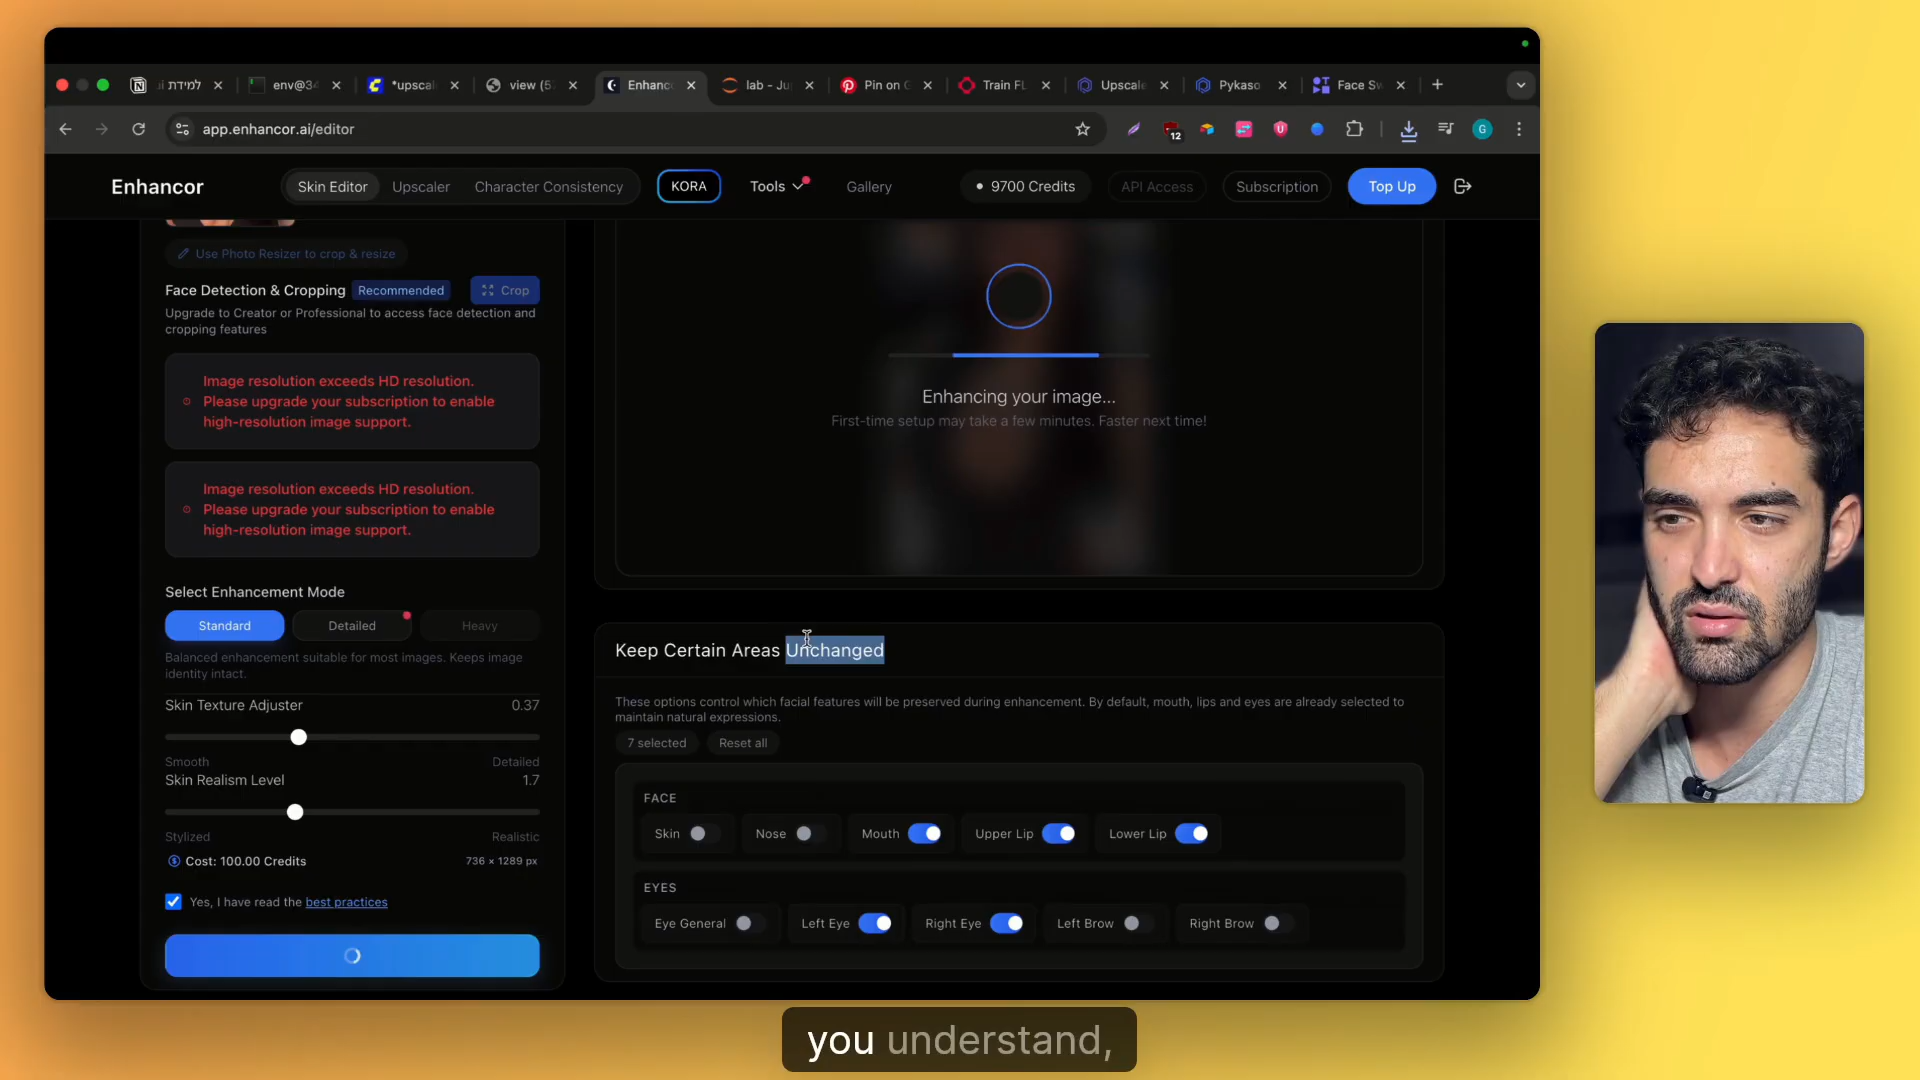 למידת i.
env@34
*upscal
view (5
Enhanc
lab - Ju
Pin on G
Train FL
Upscale
Pykaso
Face Sw
app.enhancor.ai/editor
12
G
Enhancor
Skin Editor
Upscaler
Character Consistency
KORA
Tools
Gallery
9700 Credits
API Access
Subscription
Top Up
Use Photo Resizer to crop & resize
Face Detection & Cropping
Recommended
Crop
Upgrade to Creator or Professional to access face detection and
cropping features
Image resolution exceeds HD resolution.
Please upgrade your subscription to enable
high-resolution image support.
Image resolution exceeds HD resolution.
Please upgrade your subscription to enable
high-resolution image support.
Select Enhancement Mode
Standard
Detailed
Heavy
Balanced enhancement suitable for most images. Keeps image
identity intact.
Skin Texture Adjuster
0.37
Smooth
Detailed
Skin Realism Level
1.7
Stylized
Realistic
Cost: 100.00 Credits
736 × 1289 px
Yes, I have read the best practices
Enhancing your image...
First-time setup may take a few minutes. Faster next time!
Keep Certain Areas Unchanged
These options control which facial features will be preserved during enhancement. By default, mouth, lips and eyes are already selected to
maintain natural expressions.
7 selected
Reset all
FACE
Skin
Nose
Mouth
Upper Lip
Lower Lip
EYES
Eye General
Left Eye
Right Eye
Left Brow
Right Brow
you understand,